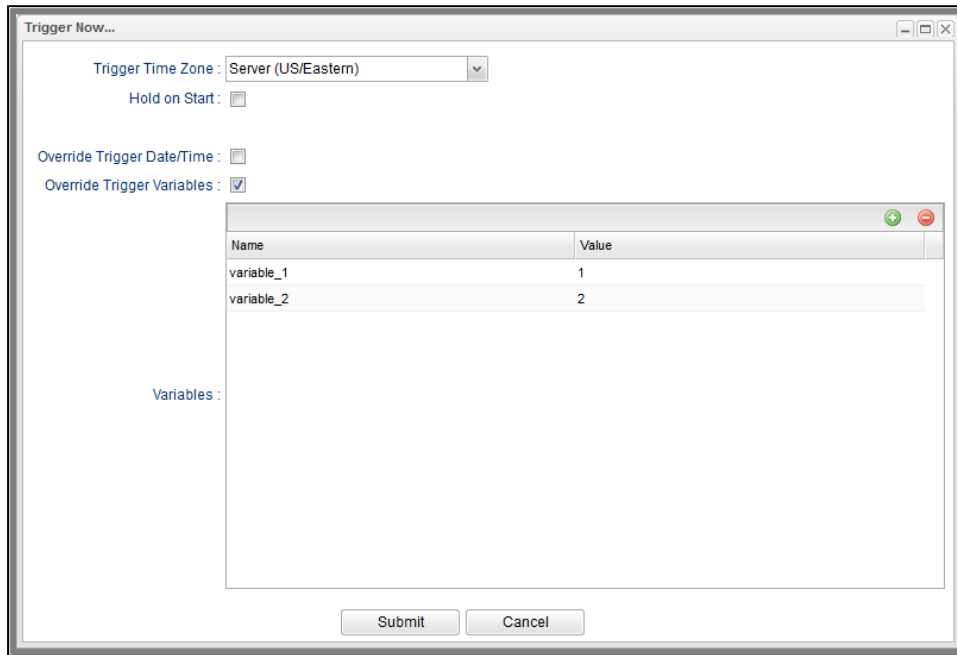 Trigger Now...
Trigger Time Zone : Server (US/Eastern)
Hold on Start :
Override Trigger Date/Time :
Override Trigger Variables :
Name Value
variable_1 1
variable_2 2
Variables :
Submit Cancel